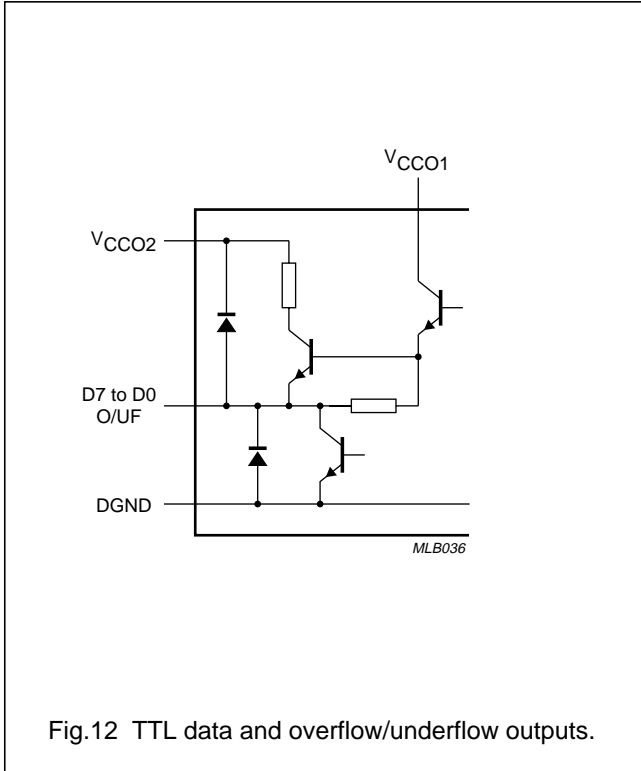 VCCO1
VCCO2
D7 to D0
O/UF
DGND
MLB036
Fig.12 TTL data and overflow/underflow outputs.